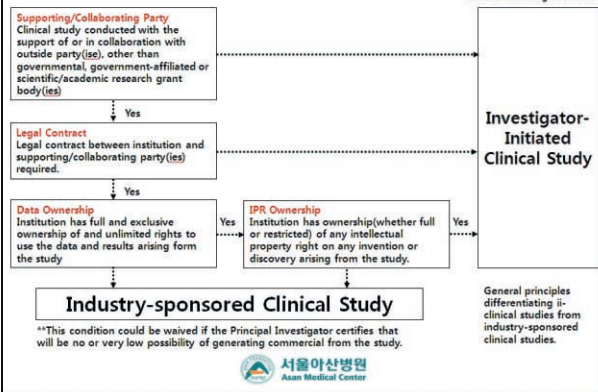 Supporting/Collaborating Party
Clinical study conducted with the
support of or in collaboration with
outside party(ise), other than
governmental, government-affiliated or
scientific/academic research grant
body(ies)
Yes
Legal Contract
Legal contract between institution and
supporting/collaborating party(ies)
required.
Yes
Data Ownership
Institution has full and exclusive
ownership of and unlimited rights to
use the data and results arising form
the study
Yes
IPR Ownership
Institution has ownership(whether full
or restricted) of any intellectual
property right on any invention or
discovery arising from the study.
Yes
Investigator-
Initiated
Clinical Study
Industry-sponsored Clinical Study
**This condition could be waived if the Principal Investigator certifies that
will be no or very low possibility of generating commercial from the study.
General principles
differentiating ii-
clinical studies from
industry-sponsored
clinical studies.
서울아산병원
Asan Medical Center